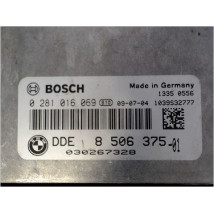 BOSCH
Made in Germany
1335 0556
0 281 016 069 09-07-04 1039S32777
DDE 8 506 375-01
030267328